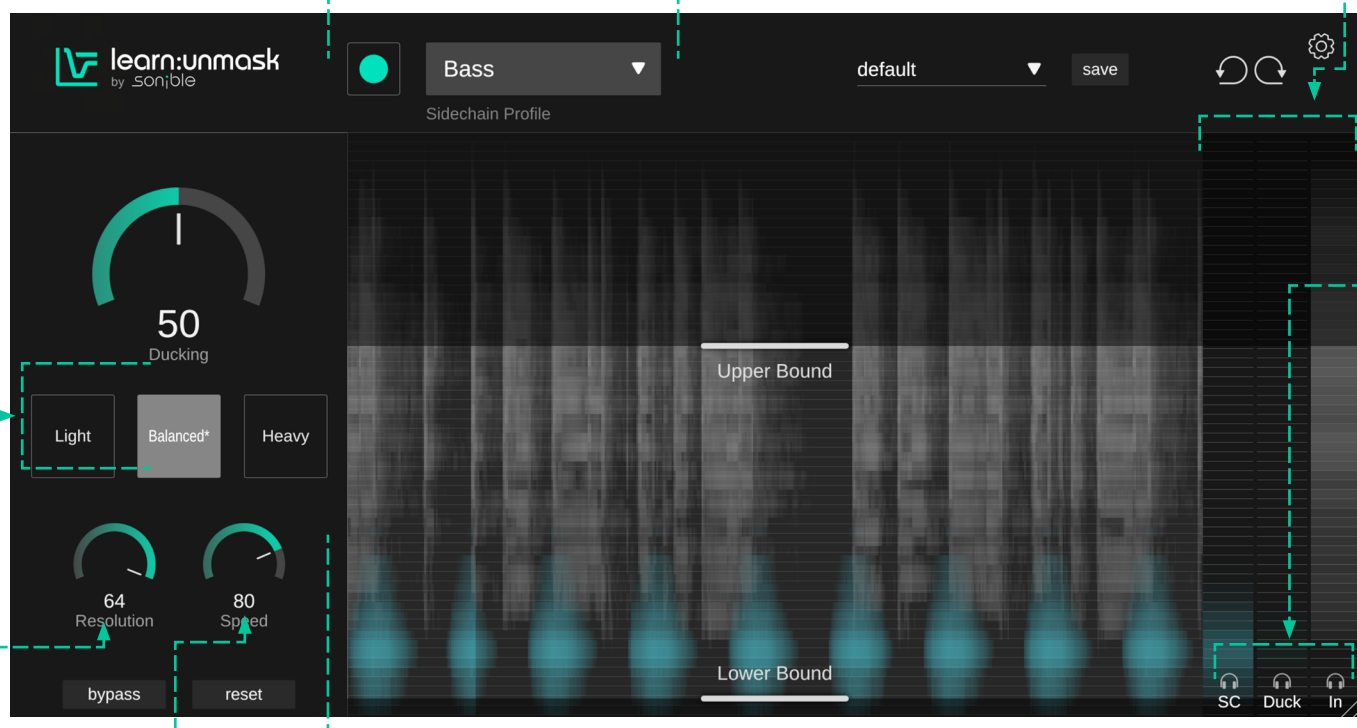 learn:unmask
by sonible
Bass
Sidechain Profile
default
save
50
Ducking
Light
Balanced*
Heavy
64
Resolution
80
Speed
bypass
reset
Upper Bound
Lower Bound
SC
Duck
In